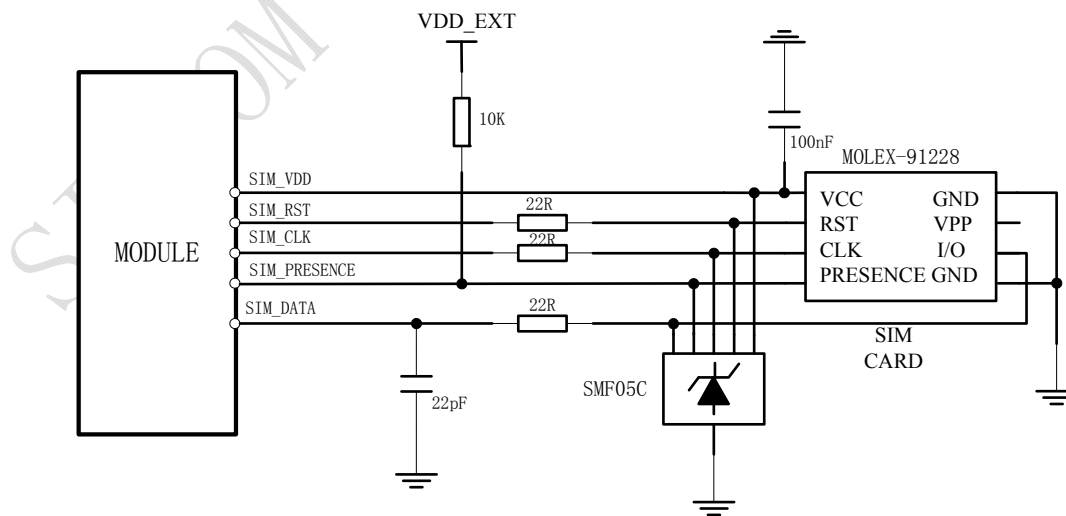 VDD_EXT
10K
100nF
MOLEX-91228
SIM_VDD
SIM_RST
SIM_CLK
SIM_PRESENCE
SIM_DATA
22R
22R
22R
MODULE
VCC GND
RST VPP
CLK I/O
PRESENCE GND
SIM
CARD
SMF05C
22pF